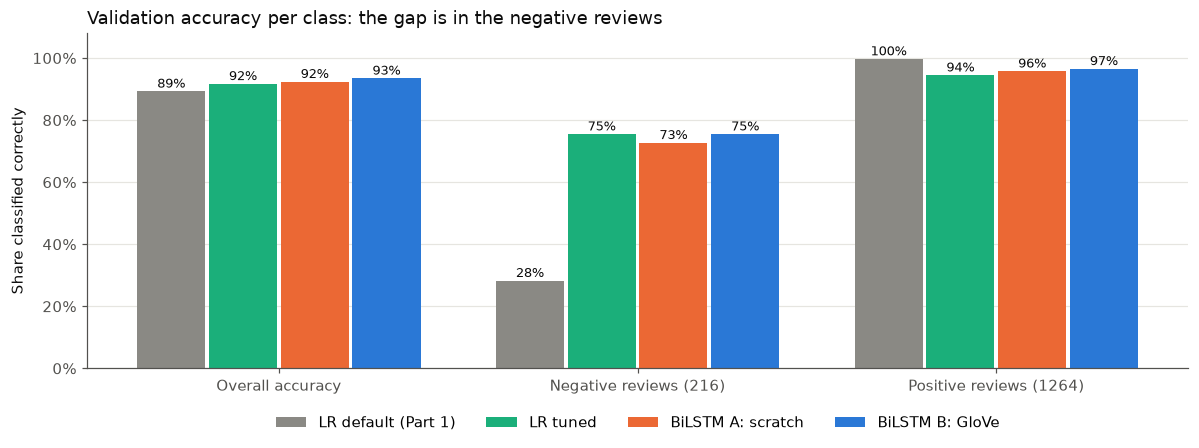 Validation accuracy per class: the gap is in the negative reviews
Share classified correctly
100%
80%
60%
40%
20%
0%
89%
92%
92%
93%
28%
75%
73%
75%
100%
94%
96%
97%
Overall accuracy
Negative reviews (216)
Positive reviews (1264)
LR default (Part 1)
LR tuned
BiLSTM A: scratch
BiLSTM B: GloVe